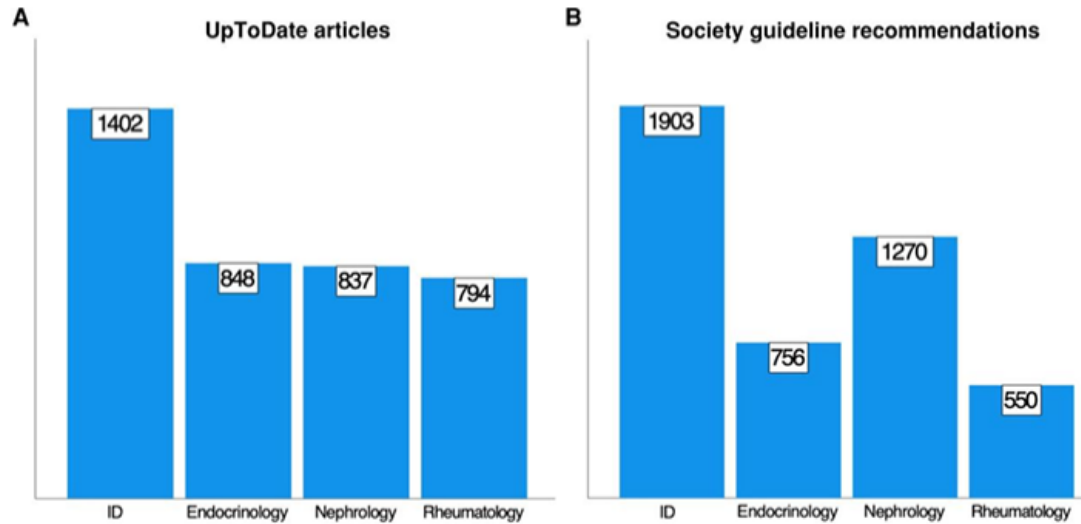 A
UpToDate articles
1402
848
837
794
ID Endocrinology Nephrology Rheumatology
B
Society guideline recommendations
1903
756
1270
550
ID Endocrinology Nephrology Rheumatology